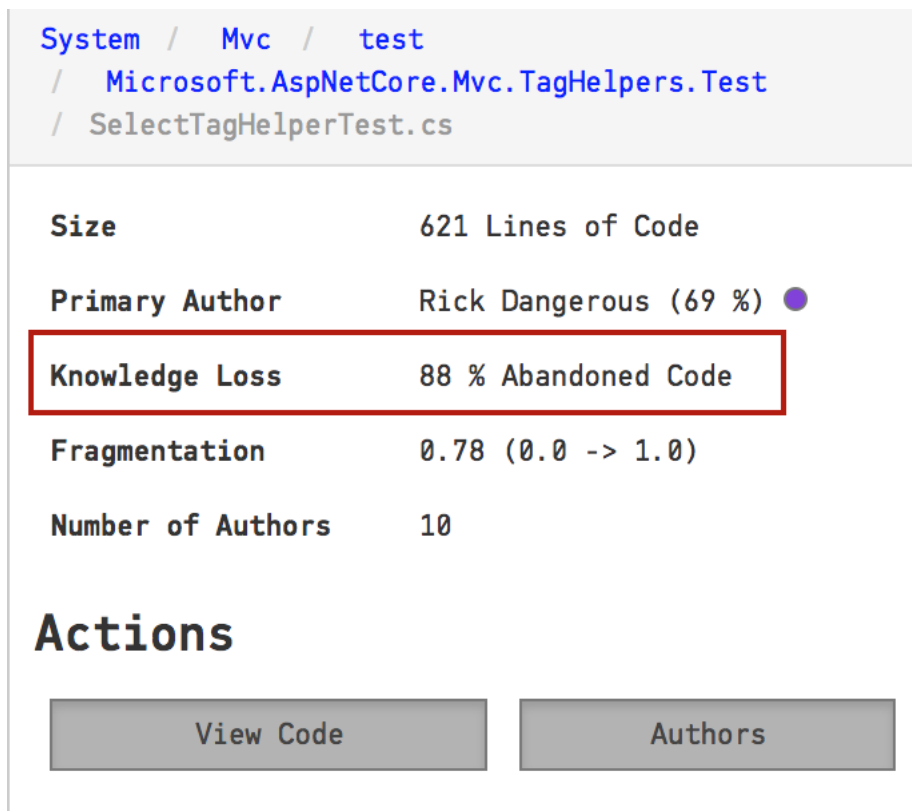 System / Mvc / test
/ Microsoft.AspNetCore.Mvc.TagHelpers.Test
/ SelectTagHelperTest.cs
Size 621 Lines of Code
Primary Author Rick Dangerous (69 %)
Knowledge Loss 88 % Abandoned Code
Fragmentation 0.78 (0.0 -> 1.0)
Number of Authors 10
Actions
View Code Authors